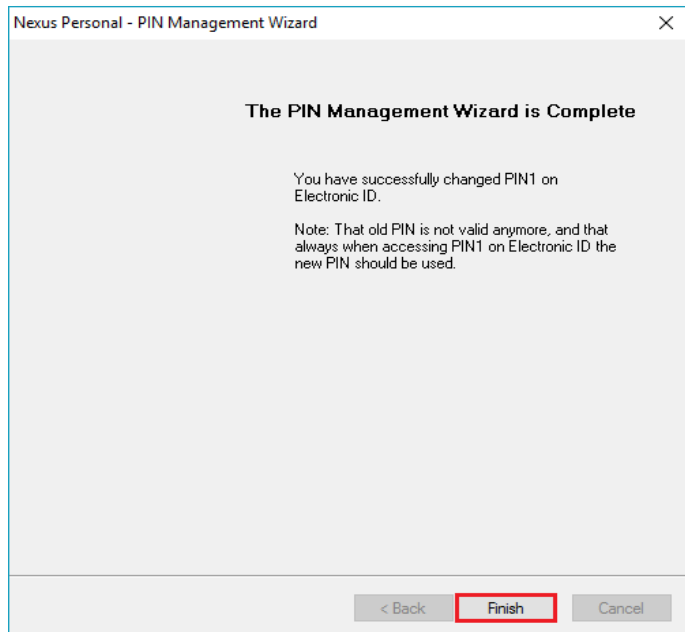 Nexus Personal - PIN Management Wizard
The PIN Management Wizard is Complete
You have successfully changed PIN1 on
Electronic ID.
Note: That old PIN is not valid anymore, and that
always when accessing PIN1 on Electronic ID the
new PIN should be used.
< Back Finish Cancel